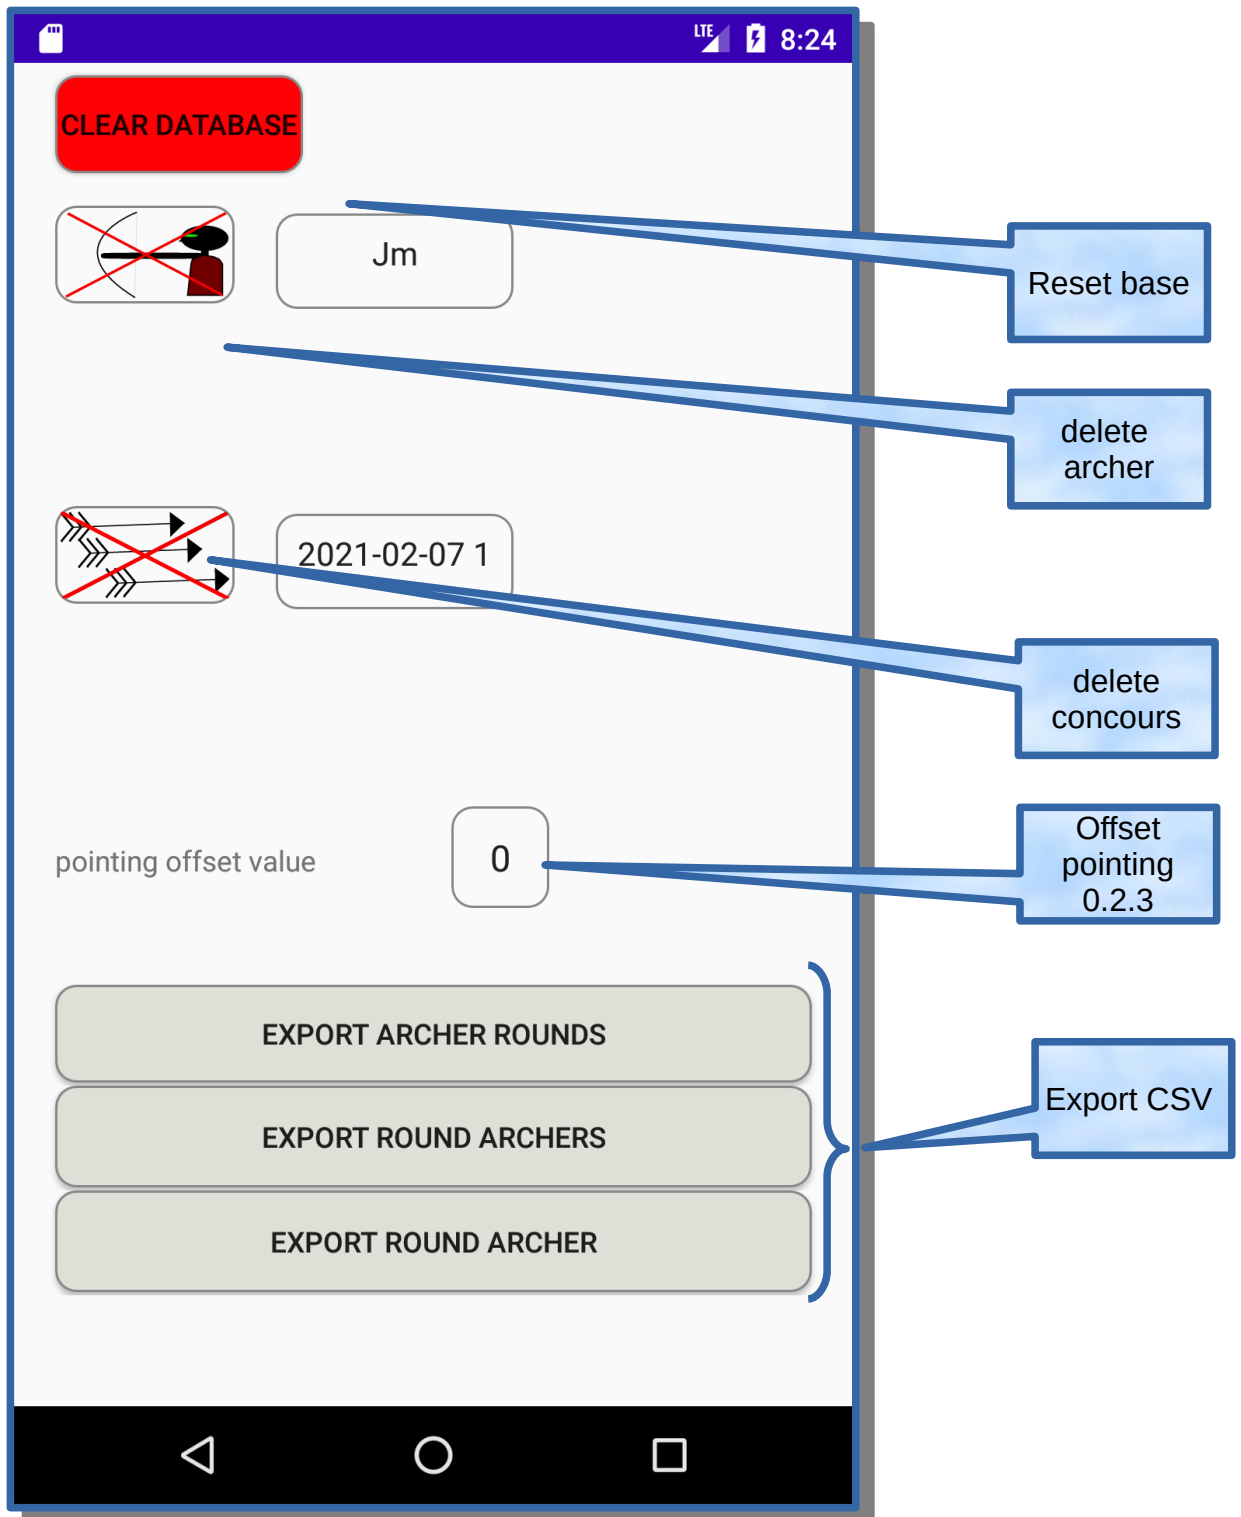 LTE 8:24
CLEAR DATABASE
Jm
Reset base
delete
archer
2021-02-07 1
delete
concours
pointing offset value
0
Offset
pointing
0.2.3
EXPORT ARCHER ROUNDS
EXPORT ROUND ARCHERS
EXPORT ROUND ARCHER
Export CSV